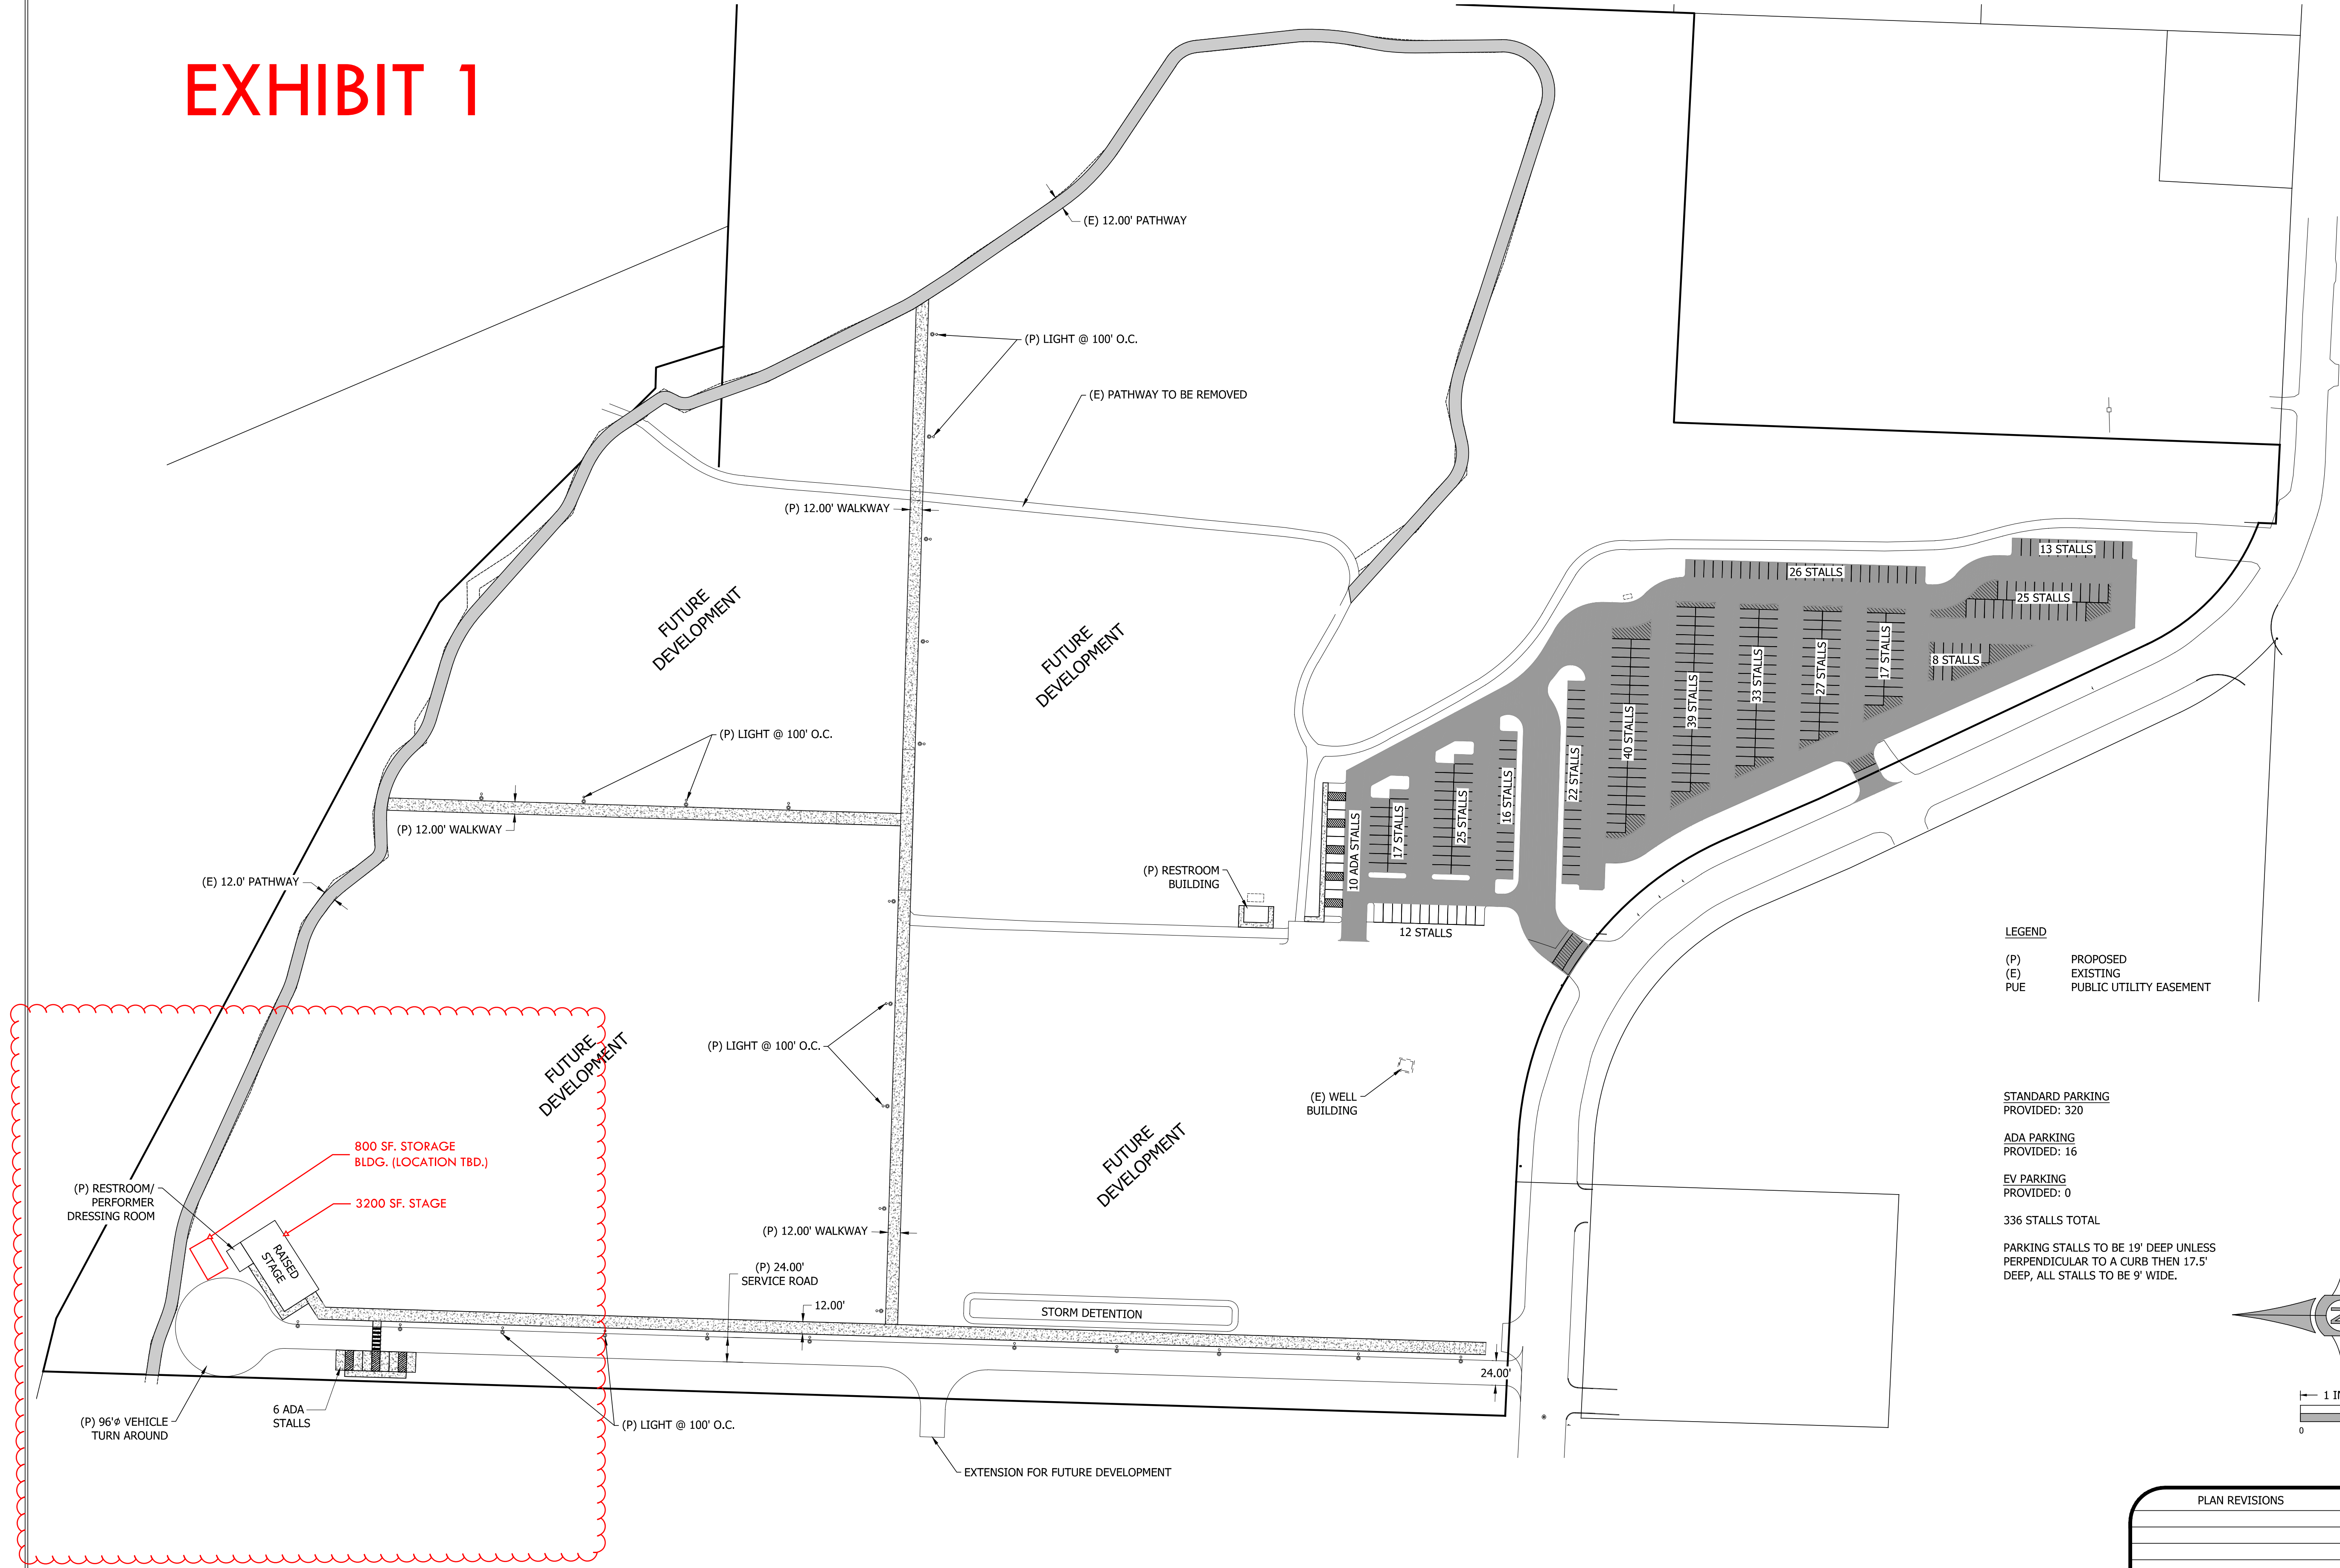 EXHIBIT 1
(E) 12.00' PATHWAY
(P) LIGHT @ 100' O.C.
(E) PATHWAY TO BE REMOVED
(P) 12.00' WALKWAY
13 STALLS
26 STALLS
25 STALLS
FUTURE
DEVELOPMENT
FUTURE
DEVELOPMENT
17 STALLS
8 STALLS
27 STALLS
33 STALLS
39 STALLS
40 STALLS
(P) LIGHT @ 100' O.C.
22 STALLS
16 STALLS
25 STALLS
17 STALLS
10 ADA STALLS
(P) 12.00' WALKWAY
(P) RESTROOM
BUILDING
(E) 12.0' PATHWAY
12 STALLS
LEGEND
(P) PROPOSED
(E) EXISTING
PUE PUBLIC UTILITY EASEMENT
(P) LIGHT @ 100' O.C.
FUTURE
DEVELOPMENT
(E) WELL
BUILDING
STANDARD PARKING
PROVIDED: 320
ADA PARKING
PROVIDED: 16
EV PARKING
PROVIDED: 0
336 STALLS TOTAL
PARKING STALLS TO BE 19' DEEP UNLESS
PERPENDICULAR TO A CURB THEN 17.5'
DEEP, ALL STALLS TO BE 9' WIDE.
FUTURE
DEVELOPMENT
800 SF. STORAGE
BLDG. (LOCATION TBD.)
(P) RESTROOM/
PERFORMER
DRESSING ROOM
3200 SF. STAGE
RAISED
STAGE
(P) 12.00' WALKWAY
(P) 24.00'
SERVICE ROAD
12.00'
STORM DETENTION
24.00'
6 ADA
STALLS
(P) 96'⌀ VEHICLE
TURN AROUND
(P) LIGHT @ 100' O.C.
EXTENSION FOR FUTURE DEVELOPMENT
1 I
0
PLAN REVISIONS